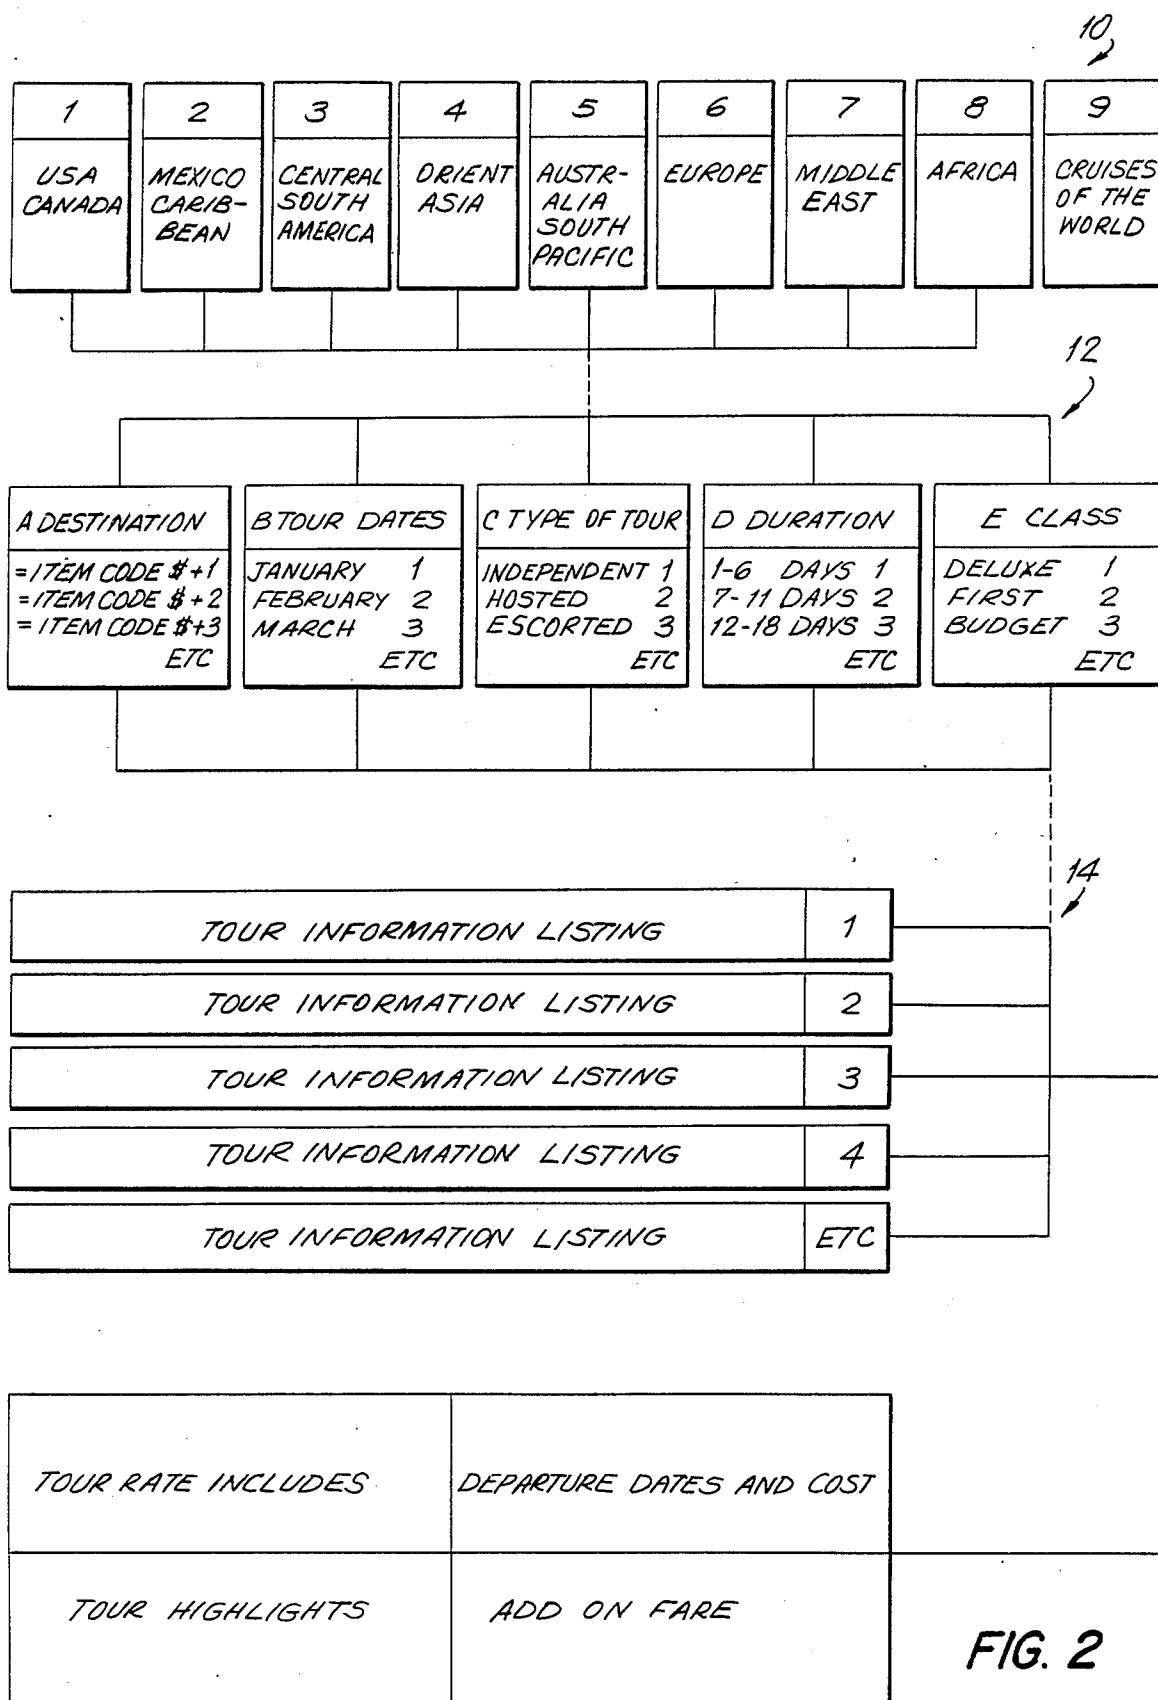 10
1 2 3 4 5 6 7 8 9
USA
CANADA
MEXICO
CARIB-
BEAN
CENTRAL
SOUTH
AMERICA
ORIENT
ASIA
AUSTR-
ALIA
SOUTH
PACIFIC
EUROPE
MIDDLE
EAST
AFRICA
CRUISES
OF THE
WORLD
12
A DESTINATION
= ITEM CODE $+1
= ITEM CODE $+2
= ITEM CODE $+3
ETC
B TOUR DATES
JANUARY 1
FEBRUARY 2
MARCH 3
ETC
C TYPE OF TOUR
INDEPENDENT 1
HOSTED 2
ESCORTED 3
ETC
D DURATION
1-6 DAYS 1
7-11 DAYS 2
12-18 DAYS 3
ETC
E CLASS
DELUXE 1
FIRST 2
BUDGET 3
ETC
14
TOUR INFORMATION LISTING 1
TOUR INFORMATION LISTING 2
TOUR INFORMATION LISTING 3
TOUR INFORMATION LISTING 4
TOUR INFORMATION LISTING ETC
TOUR RATE INCLUDES
DEPARTURE DATES AND COST
TOUR HIGHLIGHTS
ADD ON FARE
FIG. 2